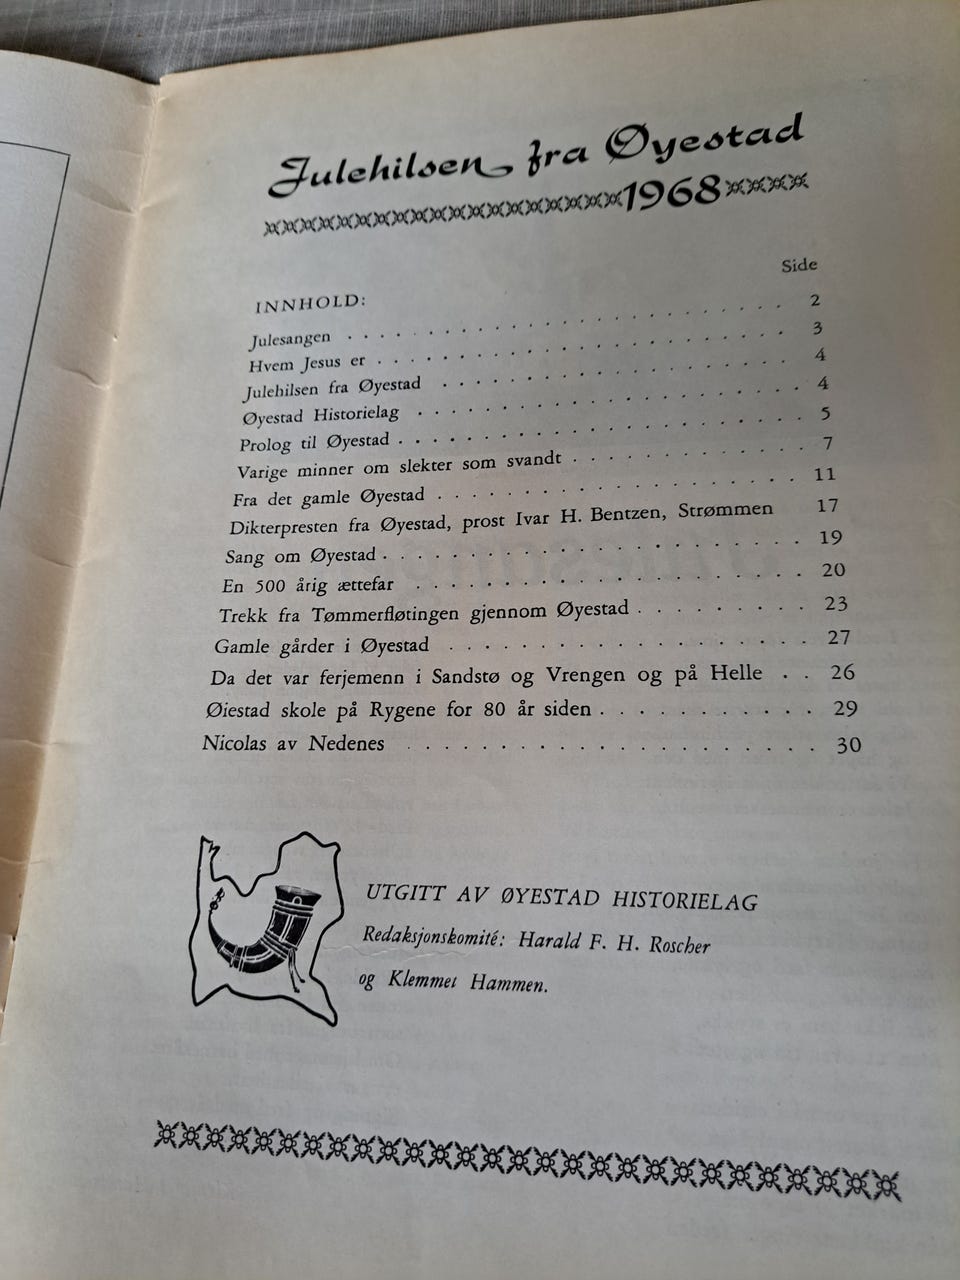 Julehilsen fra Øyestad
1968
Side
INNHOLD:
Julesangen . . . . . . . . . . . . . . . . . . . . . 2
Hvem Jesus er . . . . . . . . . . . . . . . . . . . . 3
Julehilsen fra Øyestad . . . . . . . . . . . . . . . . 4
Øyestad Historielag . . . . . . . . . . . . . . . . . 4
Prolog til Øyestad . . . . . . . . . . . . . . . . . . 5
Varige minner om slekter som svandt . . . . . . . . . . 7
Fra det gamle Øyestad . . . . . . . . . . . . . . . . 11
Dikterpresten fra Øyestad, prost Ivar H. Bentzen, Strømmen 17
Sang om Øyestad . . . . . . . . . . . . . . . . . . . 19
En 500 årig ættefar . . . . . . . . . . . . . . . . . 20
Trekk fra Tømmerfløtingen gjennom Øyestad . . . . . . . . 23
Gamle gårder i Øyestad . . . . . . . . . . . . . . . . 27
Da det var ferjemenn i Sandstø og Vrengen og på Helle . . 26
Øiestad skole på Rygene for 80 år siden . . . . . . . . . . 29
Nicolas av Nedenes . . . . . . . . . . . . . . . . . . 30
UTGITT AV ØYESTAD HISTORIELAG
Redaksjonskomité: Harald F. H. Roscher
og Klemmet Hammen.